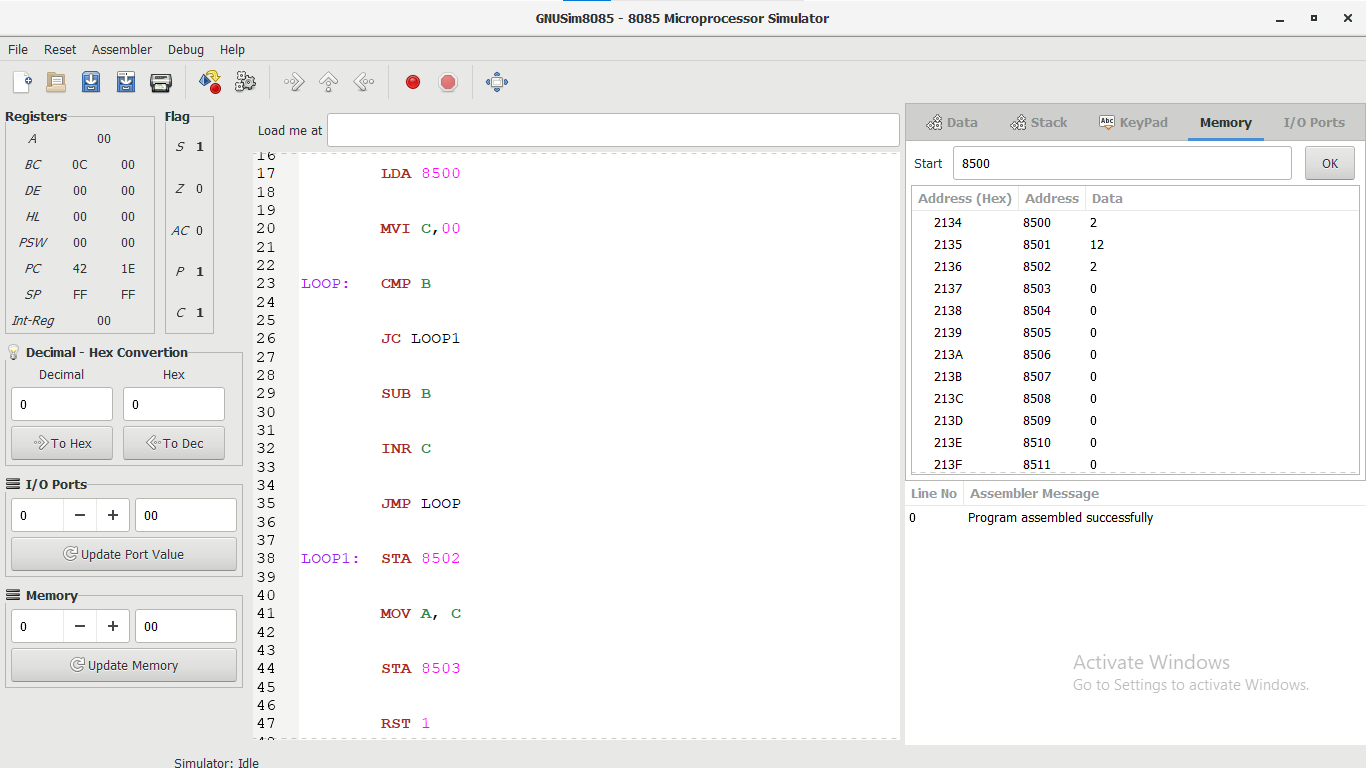 GNUSim8085 - 8085 Microprocessor Simulator
File Reset Assembler Debug Help
Registers
A 00
BC 0C 00
DE 00 00
HL 00 00
PSW 00 00
PC 42 1E
SP FF FF
Int-Reg 00
Flag
S 1
Z 0
AC 0
P 1
C 1
Decimal - Hex Convertion
Decimal Hex
0 0
To Hex To Dec
I/O Ports
0 − + 00
Update Port Value
Memory
0 − + 00
Update Memory
Load me at
16
17 LDA 8500
18
19
20 MVI C,00
21
22
23 LOOP: CMP B
24
25
26 JC LOOP1
27
28
29 SUB B
30
31
32 INR C
33
34
35 JMP LOOP
36
37
38 LOOP1: STA 8502
39
40
41 MOV A, C
42
43
44 STA 8503
45
46
47 RST 1
Data Stack Abc KeyPad Memory I/O Ports
Start 8500 OK
Address (Hex) Address Data
2134 8500 2
2135 8501 12
2136 8502 2
2137 8503 0
2138 8504 0
2139 8505 0
213A 8506 0
213B 8507 0
213C 8508 0
213D 8509 0
213E 8510 0
213F 8511 0
Line No Assembler Message
0 Program assembled successfully
Activate Windows
Go to Settings to activate Windows.
Simulator: Idle